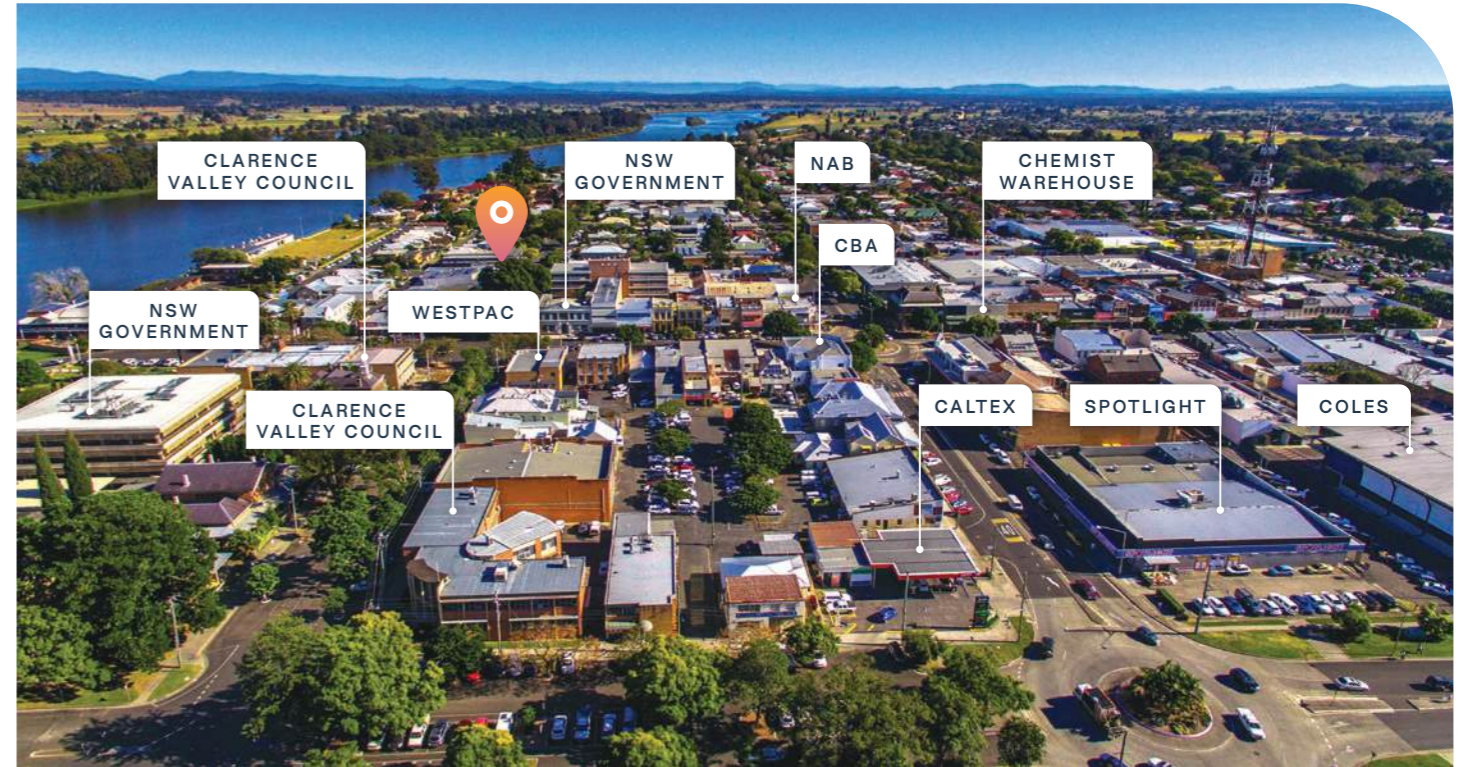 CLARENCE
VALLEY COUNCIL
NSW
GOVERNMENT
NAB
CHEMIST
WAREHOUSE
CBA
NSW
GOVERNMENT
WESTPAC
CLARENCE
VALLEY COUNCIL
CALTEX
SPOTLIGHT
COLES